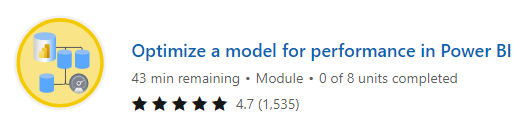 Optimize a model for performance in Power BI
43 min remaining • Module • 0 of 8 units completed
4.7 (1,535)